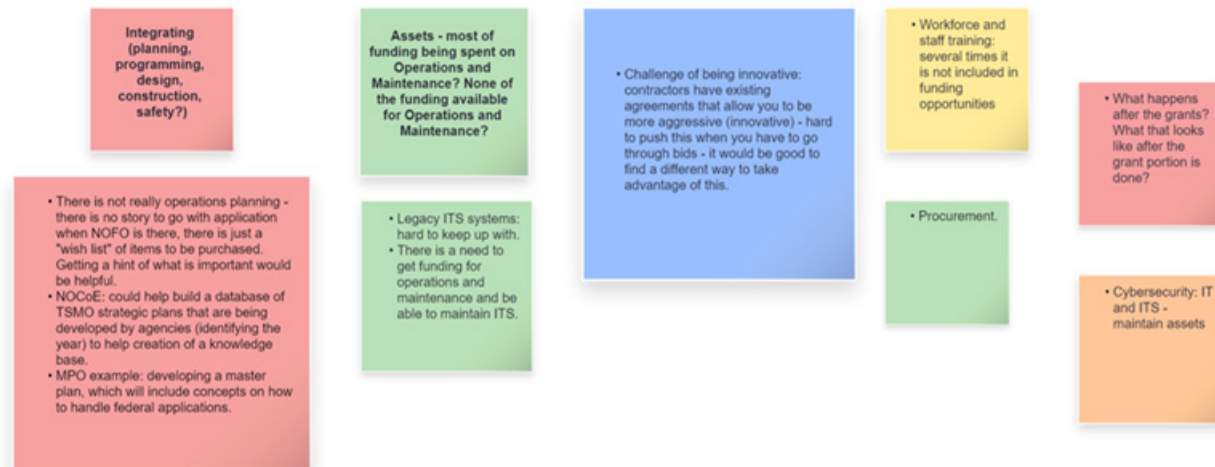 Integrating
(planning,
programming,
design,
construction,
safety?)
• There is not really operations planning -
there is no story to go with application
when NOFO is there, there is just a
"wish list" of items to be purchased.
Getting a hint of what is important would
be helpful.
• NOCoE: could help build a database of
TSMO strategic plans that are being
developed by agencies (identifying the
year) to help creation of a knowledge
base.
• MPO example: developing a master
plan, which will include concepts on how
to handle federal applications.
Assets - most of
funding being spent on
Operations and
Maintenance? None of
the funding available
for Operations and
Maintenance?
• Legacy ITS systems:
hard to keep up with.
• There is a need to
get funding for
operations and
maintenance and be
able to maintain ITS.
• Challenge of being innovative:
contractors have existing
agreements that allow you to be
more aggressive (innovative) - hard
to push this when you have to go
through bids - it would be good to
find a different way to take
advantage of this.
• Workforce and
staff training:
several times it
is not included in
funding
opportunities
• Procurement.
• What happens
after the grants?
What that looks
like after the
grant portion is
done?
• Cybersecurity: IT
and ITS -
maintain assets